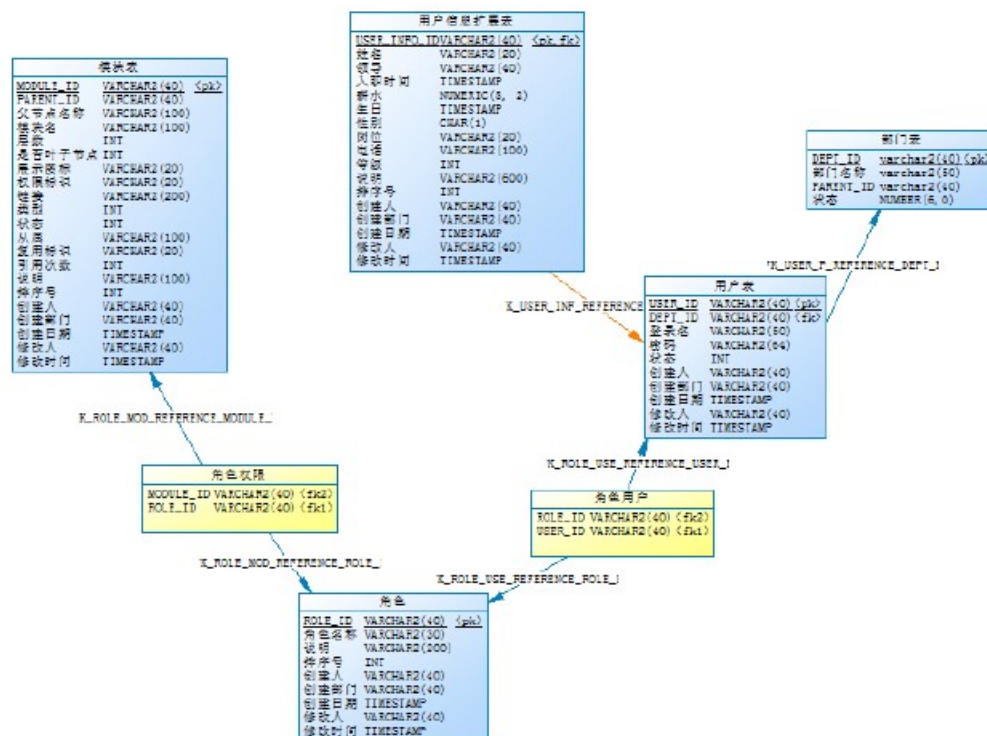 模块表
MODULE_ID VARCHAR2(40) <pk>
PARENT_ID VARCHAR2(40)
父节点名称 VARCHAR2(100)
模块名 VARCHAR2(100)
层数 INT
是否叶子节点 INT
展示图标 VARCHAR2(20)
权限标识 VARCHAR2(20)
链接 VARCHAR2(200)
类型 INT
状态 INT
从属 VARCHAR2(100)
复用标识 VARCHAR2(20)
引用次数 INT
说明 VARCHAR2(100)
排序号 INT
创建人 VARCHAR2(40)
创建部门 VARCHAR2(40)
创建日期 TIMESTAMP
修改人 VARCHAR2(40)
修改时间 TIMESTAMP
用户信息扩展表
USER_INFO_ID VARCHAR2(40) <pk,fk>
姓名 VARCHAR2(20)
领导 VARCHAR2(40)
入职时间 TIMESTAMP
薪水 NUMERIC(8, 2)
生日 TIMESTAMP
性别 CHAR(1)
岗位 VARCHAR2(20)
电话 VARCHAR2(100)
等级 INT
说明 VARCHAR2(600)
排序号 INT
创建人 VARCHAR2(40)
创建部门 VARCHAR2(40)
创建日期 TIMESTAMP
修改人 VARCHAR2(40)
修改时间 TIMESTAMP
部门表
DEPT_ID varchar2(40) <pk
部门名称 varchar2(50)
PARENT_ID varchar2(40)
状态 NUMBER(6,0)
K_USER_P_REFERENCE_DEPT_
K_USER_INF_REFERENCE
用户表
USER_ID VARCHAR2(40) <pk>
DEPT_ID VARCHAR2(40) <fk>
登录名 VARCHAR2(50)
密码 VARCHAR2(64)
状态 INT
创建人 VARCHAR2(40)
创建部门 VARCHAR2(40)
创建日期 TIMESTAMP
修改人 VARCHAR2(40)
修改时间 TIMESTAMP
K_ROLE_MOD_REFERENCE_MODULE_
角色权限
MODULE_ID VARCHAR2(40) <fk2>
ROLE_ID VARCHAR2(40) <fk1>
K_ROLE_USE_REFERENCE_USER_
角色用户
ROLE_ID VARCHAR2(40) <fk2>
USER_ID VARCHAR2(40) <fk1>
K_ROLE_MOD_REFERENCE_ROLE_
K_ROLE_USE_REFERENCE_ROLE_
角色
ROLE_ID VARCHAR2(40) <pk>
角色名称 VARCHAR2(30)
说明 VARCHAR2(200)
排序号 INT
创建人 VARCHAR2(40)
创建部门 VARCHAR2(40)
创建日期 TIMESTAMP
修改人 VARCHAR2(40)
修改时间 TIMESTAMP